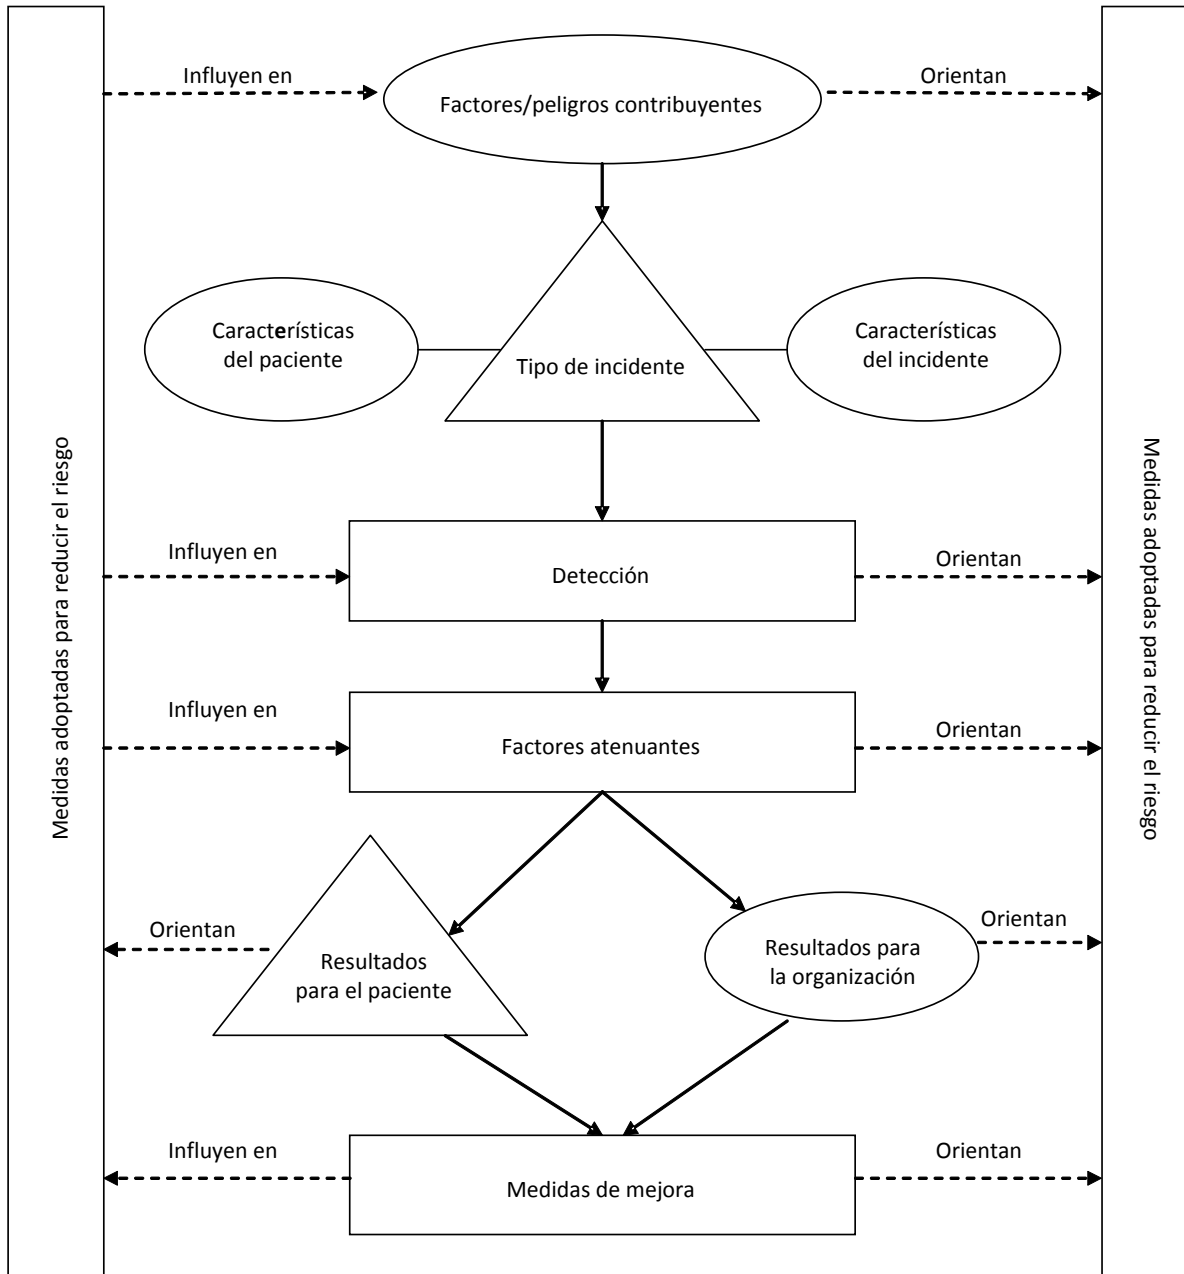 Influyen en
Factores/peligros contribuyentes
Orientan
Características
del paciente
Tipo de incidente
Características
del incidente
Medidas adoptadas para reducir el riesgo
Medidas adoptadas para reducir el riesgo
Influyen en
Detección
Orientan
Influyen en
Factores atenuantes
Orientan
Orientan
Resultados
para el paciente
Resultados para
la organización
Orientan
Influyen en
Medidas de mejora
Orientan